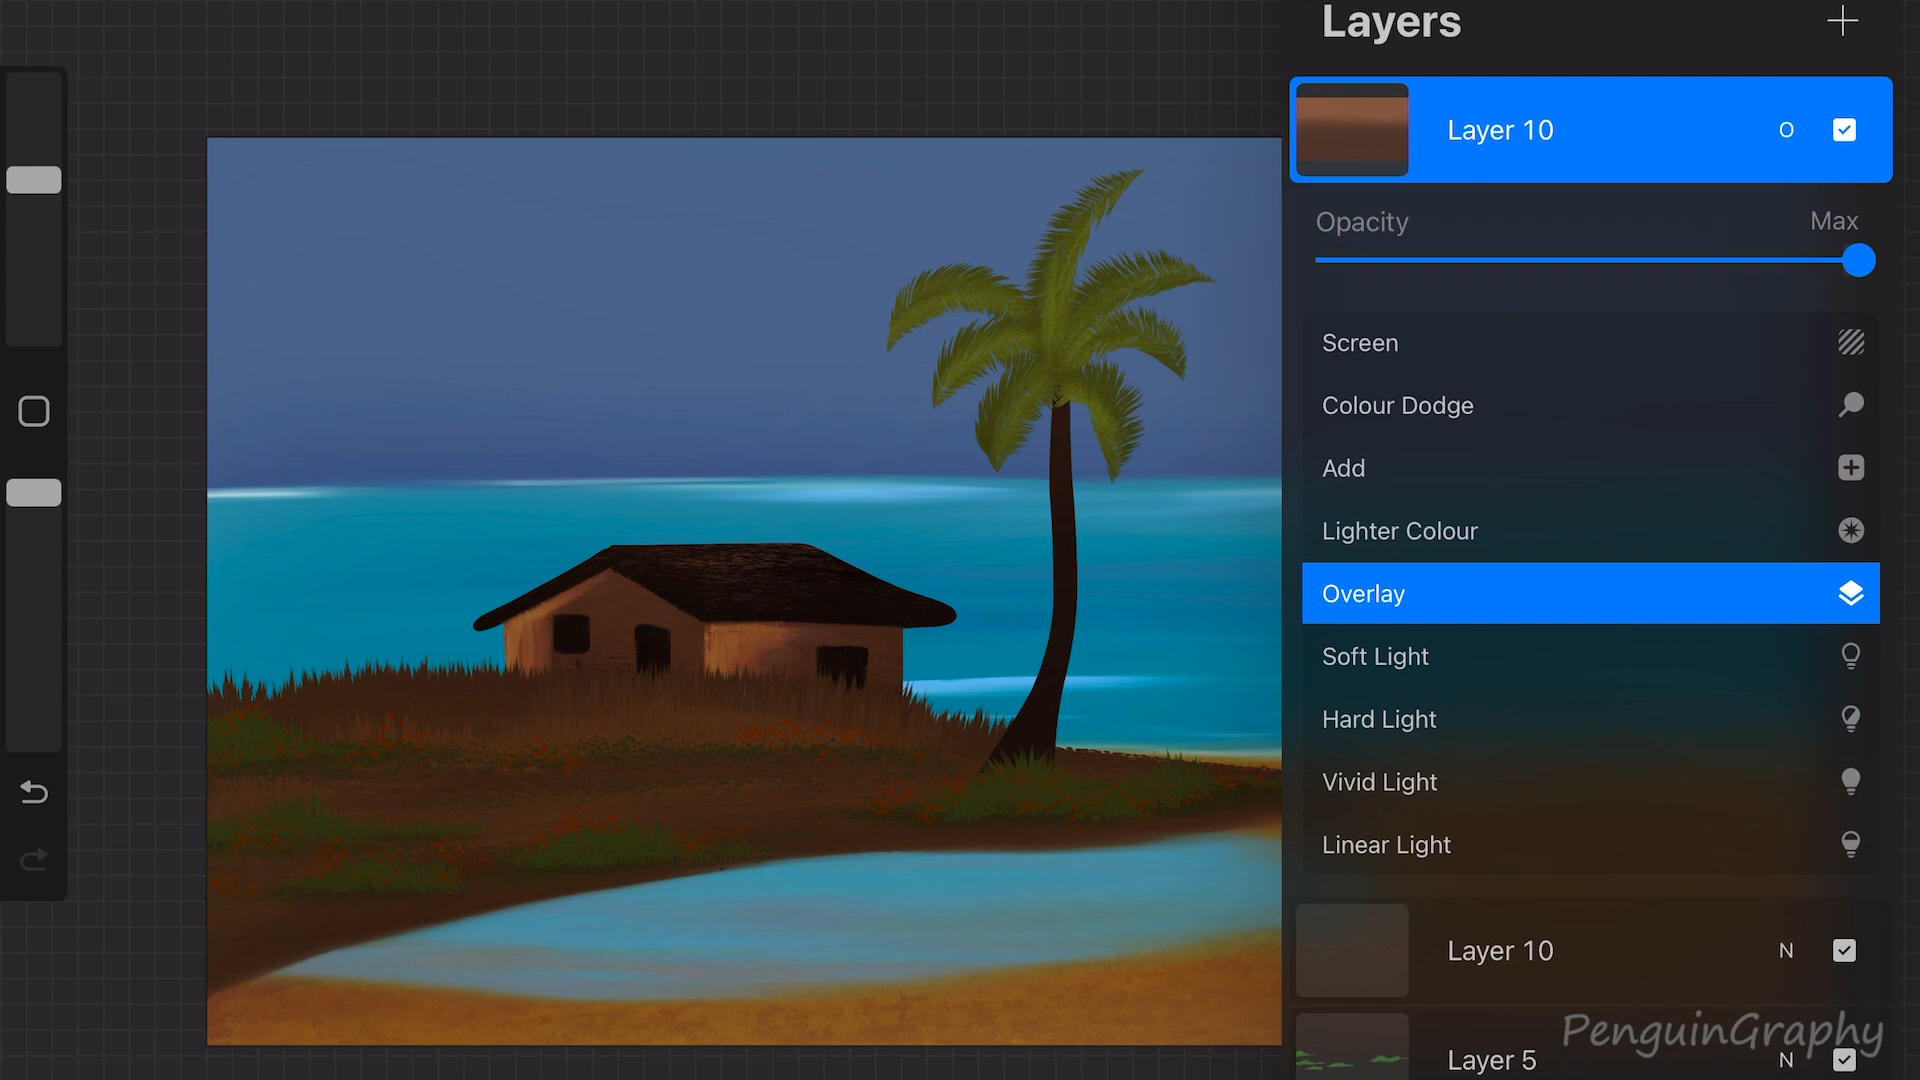 Layers
Layer 10 O
Opacity Max
Screen
Colour Dodge
Add
Lighter Colour
Overlay
Soft Light
Hard Light
Vivid Light
Linear Light
Layer 10 N
PenguinGraphy
Layer 5 N